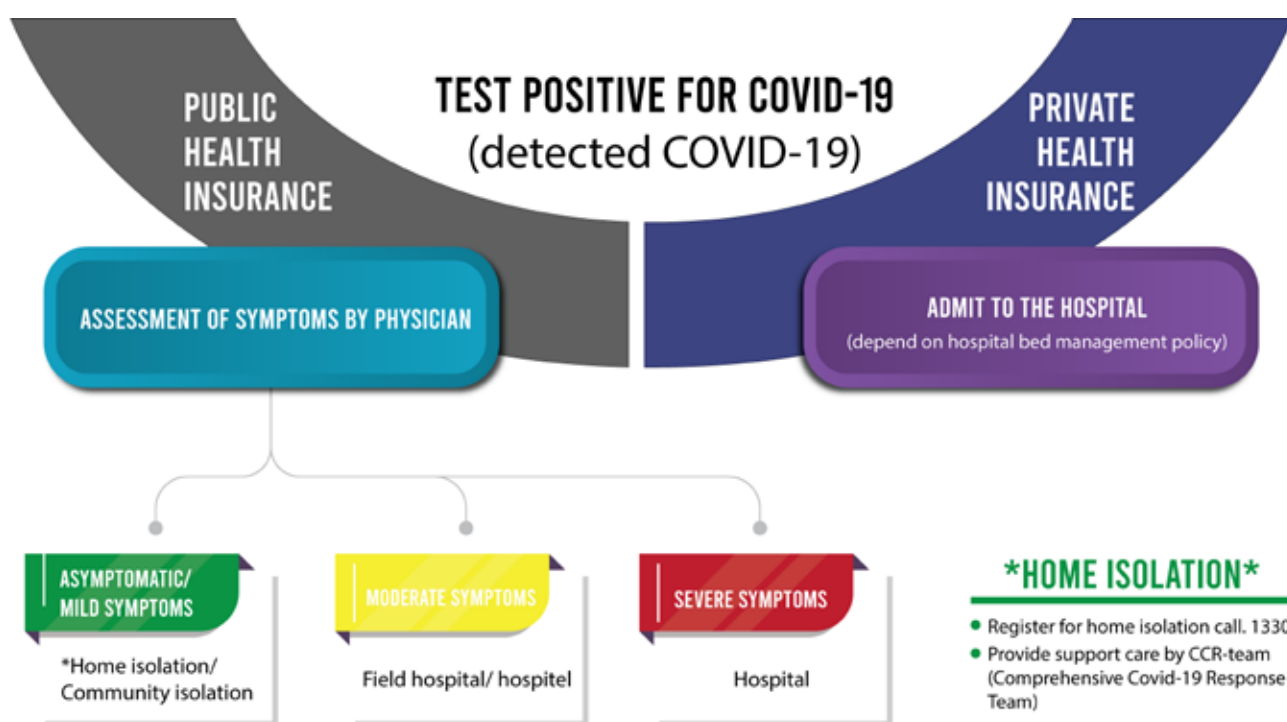 TEST POSITIVE FOR COVID-19
(detected COVID-19)
PUBLIC
HEALTH
INSURANCE
PRIVATE
HEALTH
INSURANCE
ASSESSMENT OF SYMPTOMS BY PHYSICIAN
ADMIT TO THE HOSPITAL
(depend on hospital bed management policy)
ASYMPTOMATIC/
MILD SYMPTOMS
*Home isolation/
Community isolation
MODERATE SYMPTOMS
Field hospital/ hospitel
SEVERE SYMPTOMS
Hospital
*HOME ISOLATION*
Register for home isolation call. 1330
Provide support care by CCR-team
(Comprehensive Covid-19 Response
Team)